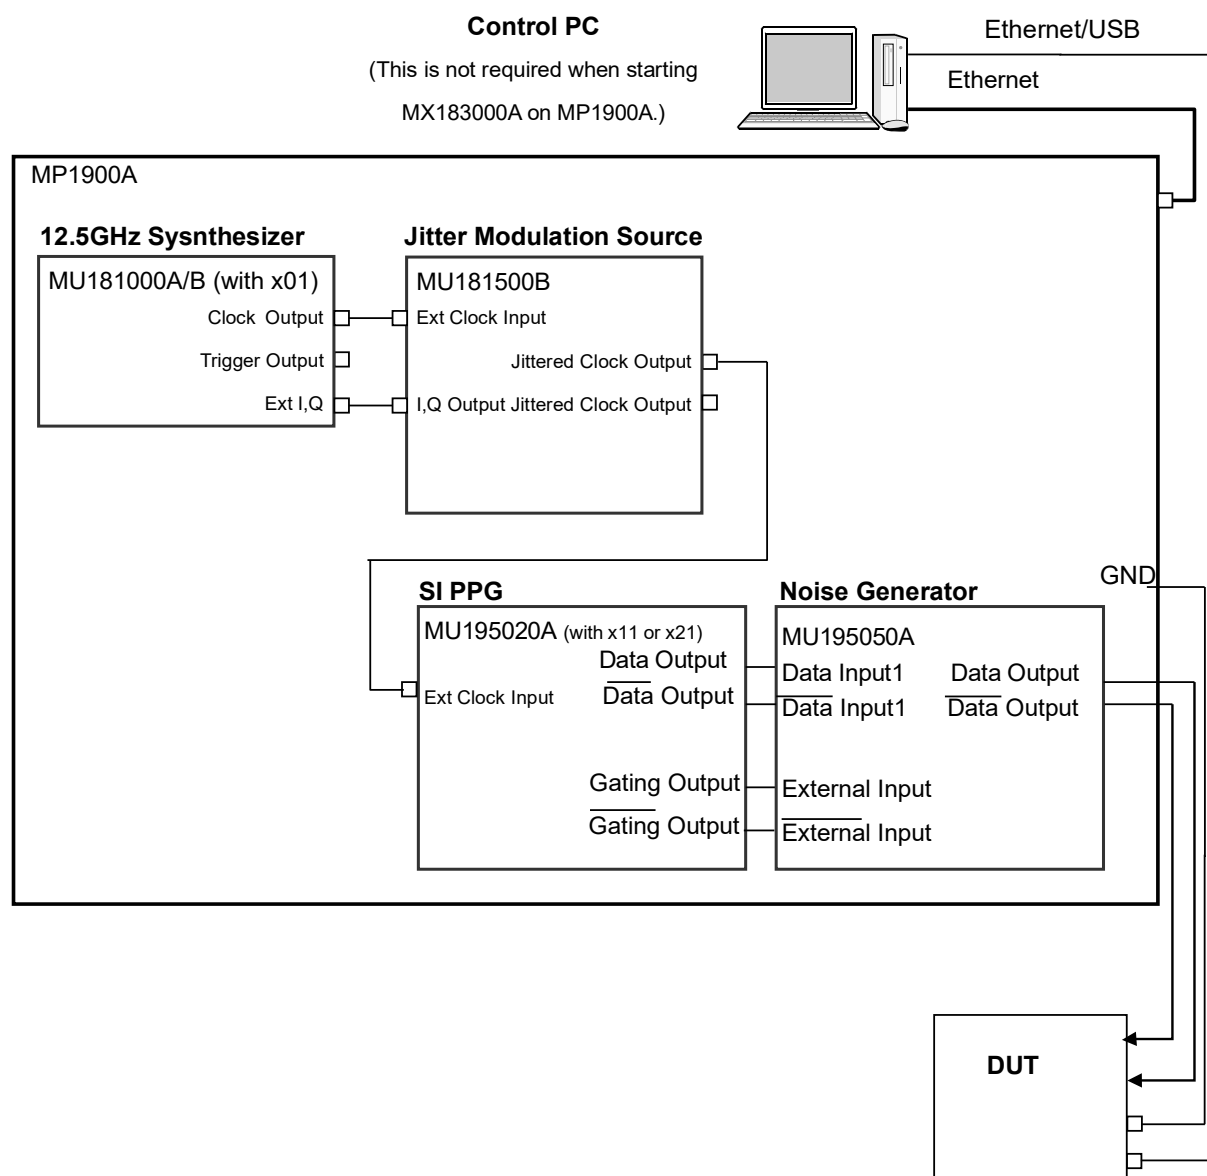 Control PC
(This is not required when starting
MX183000A on MP1900A.)
Ethernet/USB
Ethernet
MP1900A
12.5GHz Sysnthesizer
MU181000A/B (with x01)
Clock Output
Trigger Output
Ext I,Q
Jitter Modulation Source
MU181500B
Ext Clock Input
Jittered Clock Output
I,Q Output Jittered Clock Output
GND
SI PPG
MU195020A (with x11 or x21)
Data Output
Data Output
Ext Clock Input
Gating Output
Gating Output
Noise Generator
MU195050A
Data Input1 Data Output
Data Input1 Data Output
External Input
External Input
DUT